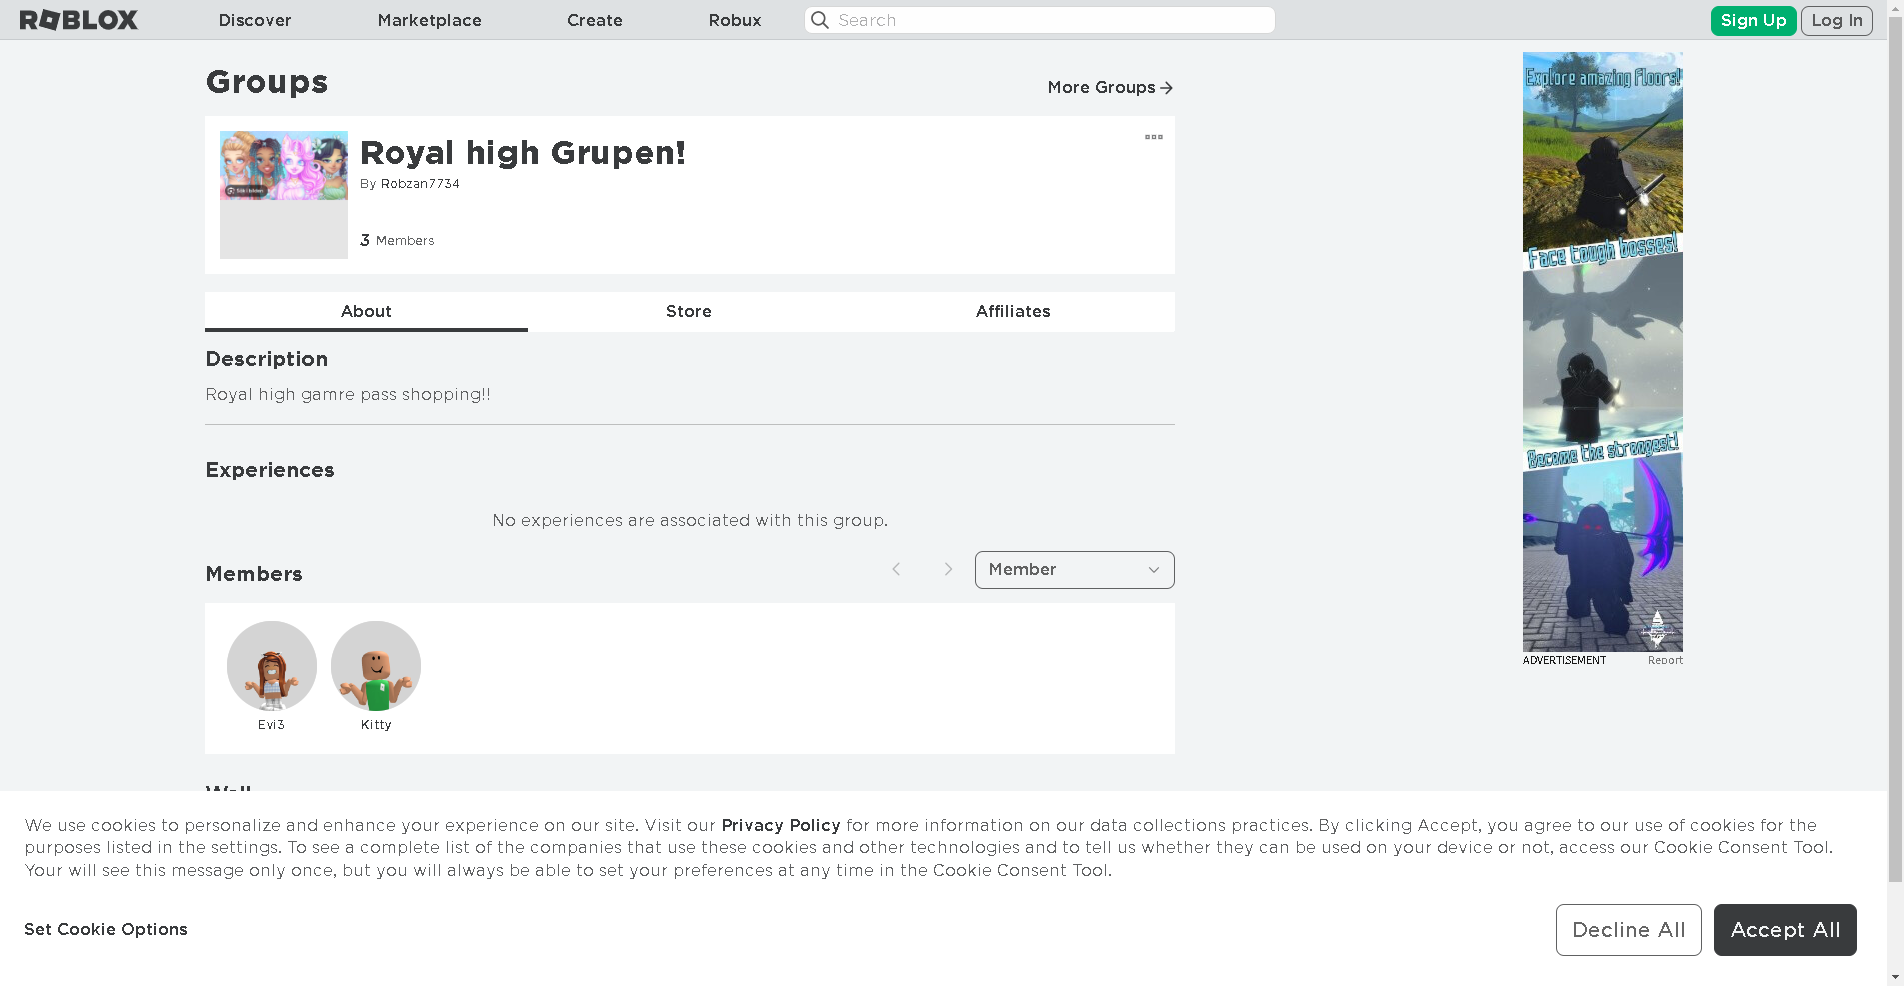 ROBLOX
Discover
Marketplace
Create
Robux
Search
Sign Up
Log In
Groups
More Groups
Royal high Grupen!
By Robzan7734
3 Members
About
Store
Affiliates
Description
Royal high gamre pass shopping!!
Experiences
No experiences are associated with this group.
Members
Member
Evi3
Kitty
Wall
Explore amazing floors!
Face tough bosses!
Become the strongest!
ADVERTISEMENT
Report
We use cookies to personalize and enhance your experience on our site. Visit our Privacy Policy for more information on our data collections practices. By clicking Accept, you agree to our use of cookies for the
purposes listed in the settings. To see a complete list of the companies that use these cookies and other technologies and to tell us whether they can be used on your device or not, access our Cookie Consent Tool.
Your will see this message only once, but you will always be able to set your preferences at any time in the Cookie Consent Tool.
Set Cookie Options
Decline All
Accept All